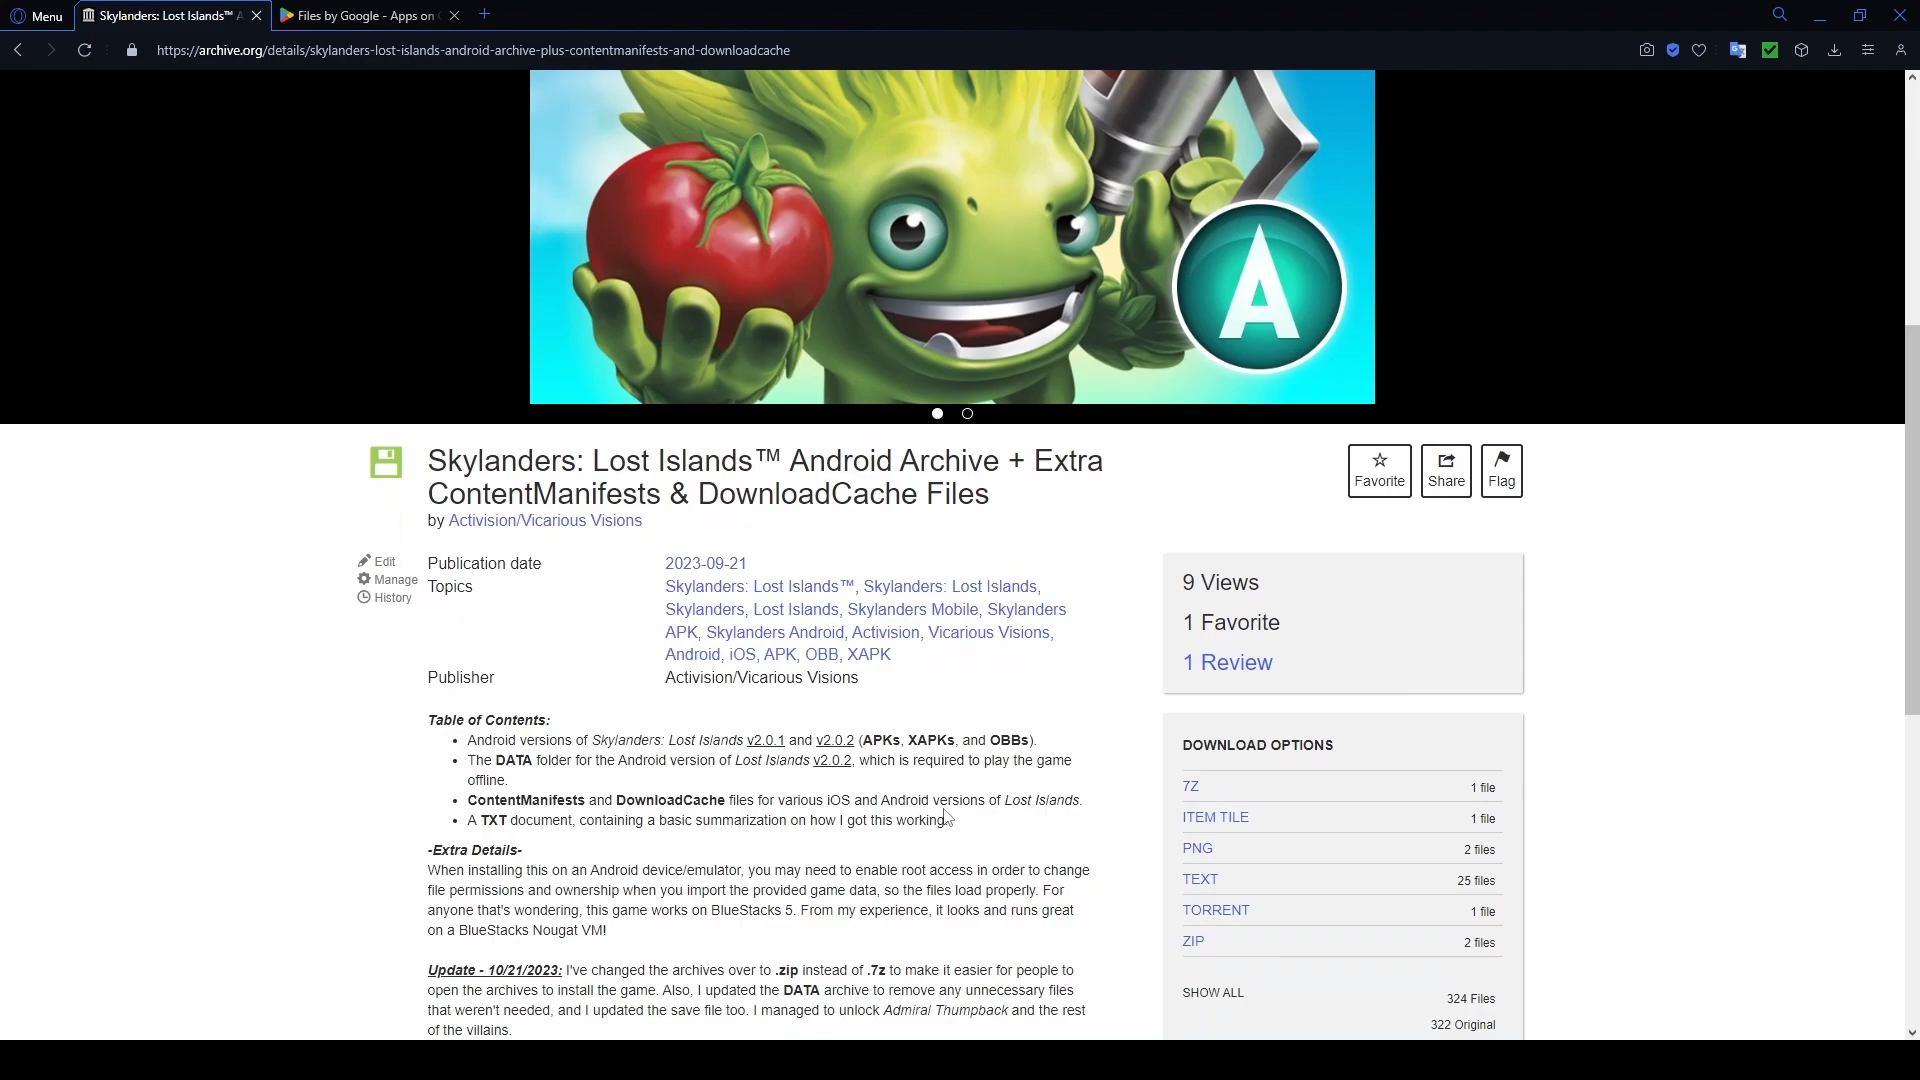 Menu
Skylanders: Lost Islands™ A
Files by Google - Apps on
https://archive.org/details/skylanders-lost-islands-android-archive-plus-contentmanifests-and-downloadcache
A
Skylanders: Lost Islands™ Android Archive + Extra
ContentManifests & DownloadCache Files
by Activision/Vicarious Visions
Favorite
Share
Flag
Edit
Manage
History
Publication date 2023-09-21
Topics Skylanders: Lost Islands™, Skylanders: Lost Islands,
Skylanders, Lost Islands, Skylanders Mobile, Skylanders
APK, Skylanders Android, Activision, Vicarious Visions,
Android, iOS, APK, OBB, XAPK
Publisher Activision/Vicarious Visions
Table of Contents:
• Android versions of Skylanders: Lost Islands v2.0.1 and v2.0.2 (APKs, XAPKs, and OBBs).
• The DATA folder for the Android version of Lost Islands v2.0.2, which is required to play the game
offline.
• ContentManifests and DownloadCache files for various iOS and Android versions of Lost Islands.
• A TXT document, containing a basic summarization on how I got this working.
-Extra Details-
When installing this on an Android device/emulator, you may need to enable root access in order to change
file permissions and ownership when you import the provided game data, so the files load properly. For
anyone that's wondering, this game works on BlueStacks 5. From my experience, it looks and runs great
on a BlueStacks Nougat VM!
Update - 10/21/2023: I've changed the archives over to .zip instead of .7z to make it easier for people to
open the archives to install the game. Also, I updated the DATA archive to remove any unnecessary files
that weren't needed, and I updated the save file too. I managed to unlock Admiral Thumpback and the rest
of the villains.
9 Views
1 Favorite
1 Review
DOWNLOAD OPTIONS
7Z 1 file
ITEM TILE 1 file
PNG 2 files
TEXT 25 files
TORRENT 1 file
ZIP 2 files
SHOW ALL 324 Files
322 Original